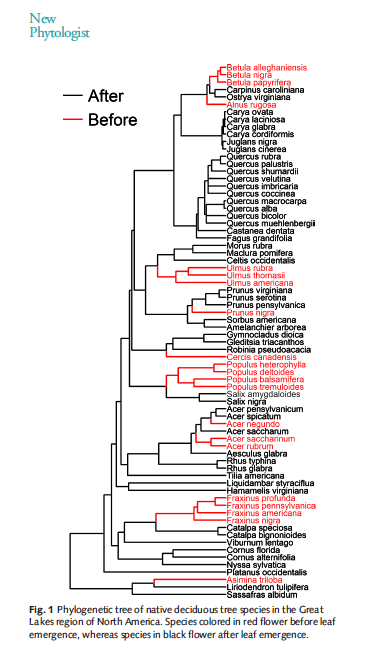 New
Phytologist
After
Before
Betula alleghaniensis
Betula nigra
Betula papyrifera
Carpinus caroliniana
Ostrya virginiana
Alnus rugosa
Carya ovata
Carya laciniosa
Carya glabra
Carya cordiformis
Juglans nigra
Juglans cinerea
Quercus rubra
Quercus palustris
Quercus shumardii
Quercus velutina
Quercus imbricaria
Quercus coccinea
Quercus macrocarpa
Quercus alba
Quercus bicolor
Quercus muehlenbergii
Castanea dentata
Fagus grandifolia
Morus rubra
Maclura pomifera
Celtis occidentalis
Ulmus rubra
Ulmus thomasii
Ulmus americana
Prunus virginiana
Prunus serotina
Prunus pensylvanica
Prunus nigra
Sorbus americana
Amelanchier arborea
Gymnocladus dioica
Gleditsia triacanthos
Robinia pseudoacacia
Cercis canadensis
Populus heterophylla
Populus deltoides
Populus balsamifera
Populus tremuloides
Salix amygdaloides
Salix nigra
Acer pensylvanicum
Acer spicatum
Acer negundo
Acer saccharum
Acer saccharinum
Acer rubrum
Aesculus glabra
Rhus typhina
Rhus glabra
Tilia americana
Liquidambar styraciflua
Hamamelis virginiana
Fraxinus profunda
Fraxinus pennsylvanica
Fraxinus americana
Fraxinus nigra
Catalpa speciosa
Catalpa bignonioides
Viburnum lentago
Cornus florida
Cornus alternifolia
Nyssa sylvatica
Platanus occidentalis
Asimina triloba
Liriodendron tulipifera
Sassafras albidum
Fig. 1 Phylogenetic tree of native deciduous tree species in the Great
Lakes region of North America. Species colored in red flower before leaf
emergence, whereas species in black flower after leaf emergence.